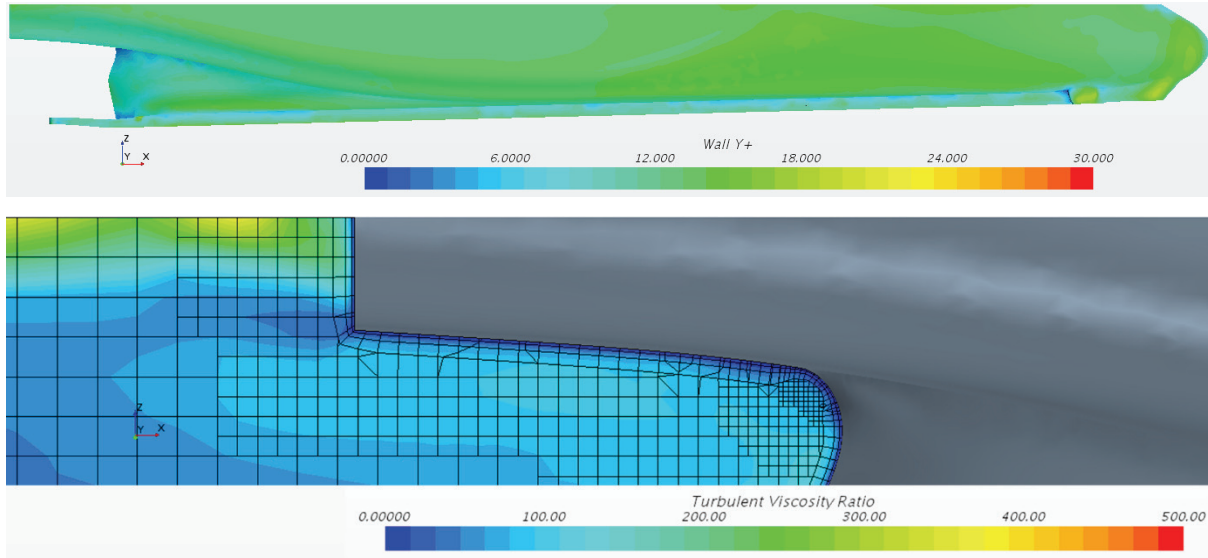 Z
Y X
Wall Y+
0.00000 6.0000 12.000 18.000 24.000 30.000
Z
Y X
Turbulent Viscosity Ratio
0.00000 100.00 200.00 300.00 400.00 500.00